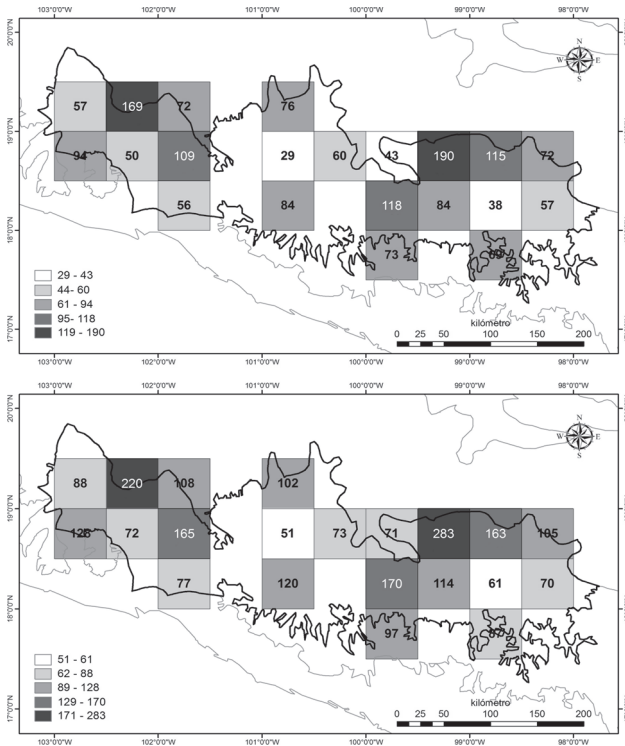 103°0'0"W 102°0'0"W 101°0'0"W 100°0'0"W 99°0'0"W 98°0'0"W
20°0'0"N
N
W E
S
57 169 72 76
19°0'0"N
94 50 109 29 60 43 190 115 72
56 84 118 84 38 57
18°0'0"N
73
29 - 43
44- 60
61 - 94
95- 118
119 - 190
17°0'0"N
kilómetro
0 25 50 100 150 200
103°0'0"W 102°0'0"W 101°0'0"W 100°0'0"W 99°0'0"W 98°0'0"W
20°0'0"N
N
W E
S
88 220 108 102
19°0'0"N
128 72 165 51 73 71 283 163 105
77 120 170 114 61 70
18°0'0"N
97
51 - 61
62 - 88
89 - 128
129 - 170
171 - 283
17°0'0"N
kilómetro
0 25 50 100 150 200